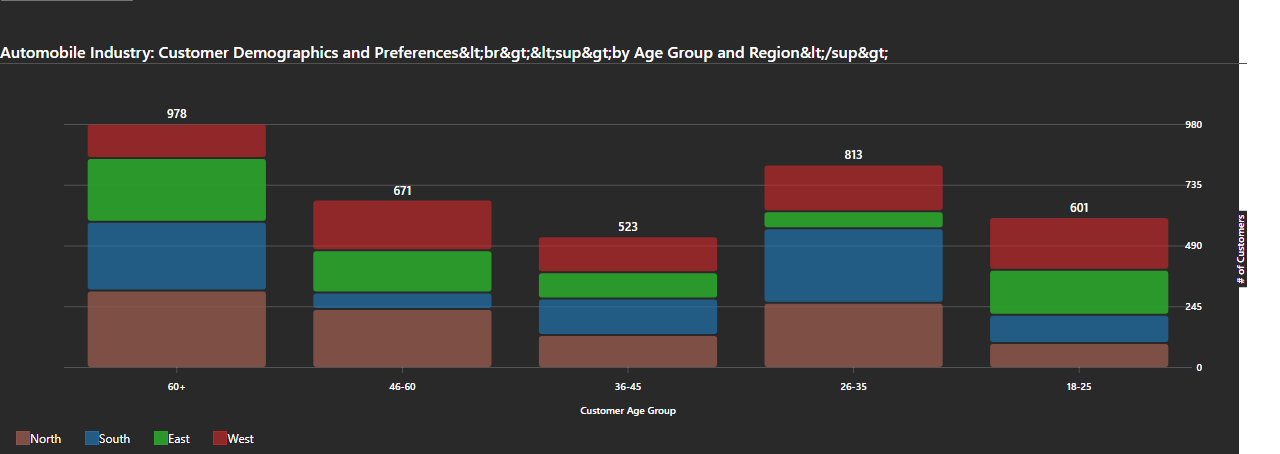 Automobile Industry: Customer Demographics and Preferences&lt;br&gt;&lt;sup&gt;by Age Group and Region&lt;/sup&gt;
978
671
523
813
601
980
735
490
245
0
# of Customers
60+
46-60
36-45
26-35
18-25
Customer Age Group
North
South
East
West